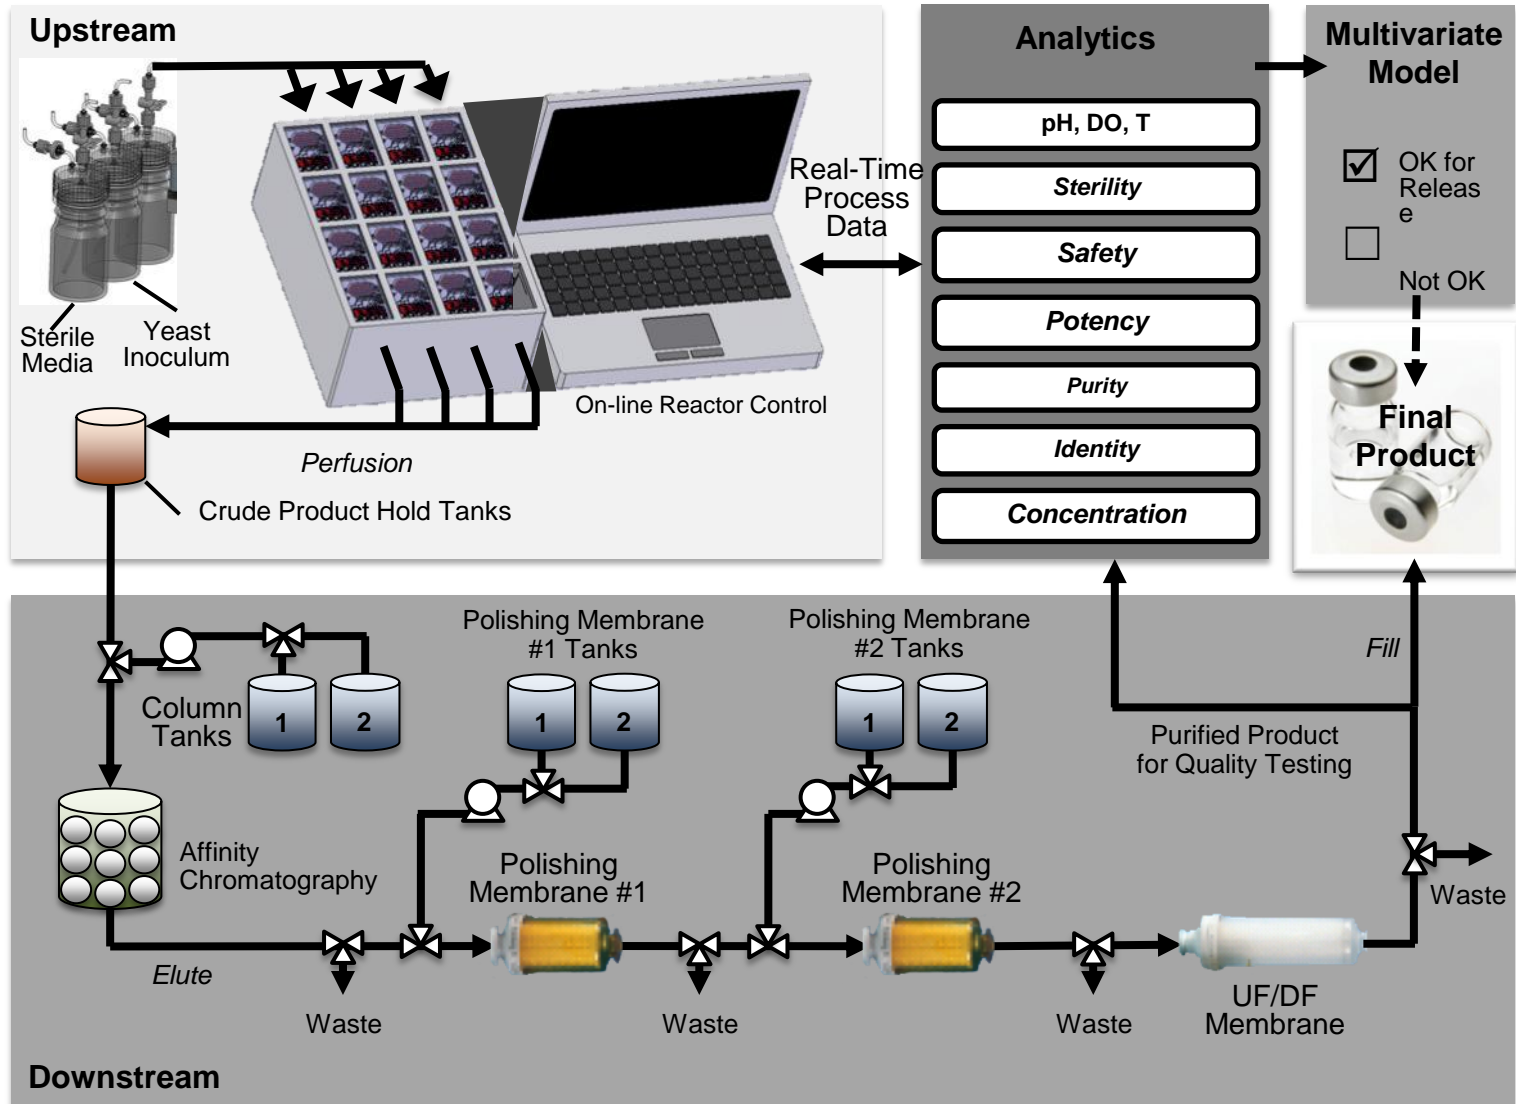 Upstream
Sterile
Media
Yeast
Inoculum
On-line Reactor Control
Perfusion
Crude Product Hold Tanks
Real-Time
Process
Data
Analytics
pH, DO, T
Sterility
Safety
Potency
Purity
Identity
Concentration
Multivariate
Model
OK for
Releas
e
Not OK
Final
Product
Polishing Membrane
#1 Tanks
Polishing Membrane
#2 Tanks
Fill
Column
Tanks
1
2
1
2
1
2
Purified Product
for Quality Testing
Affinity
Chromatography
Polishing
Membrane #1
Polishing
Membrane #2
Waste
Elute
Waste
Waste
Waste
UF/DF
Membrane
Downstream